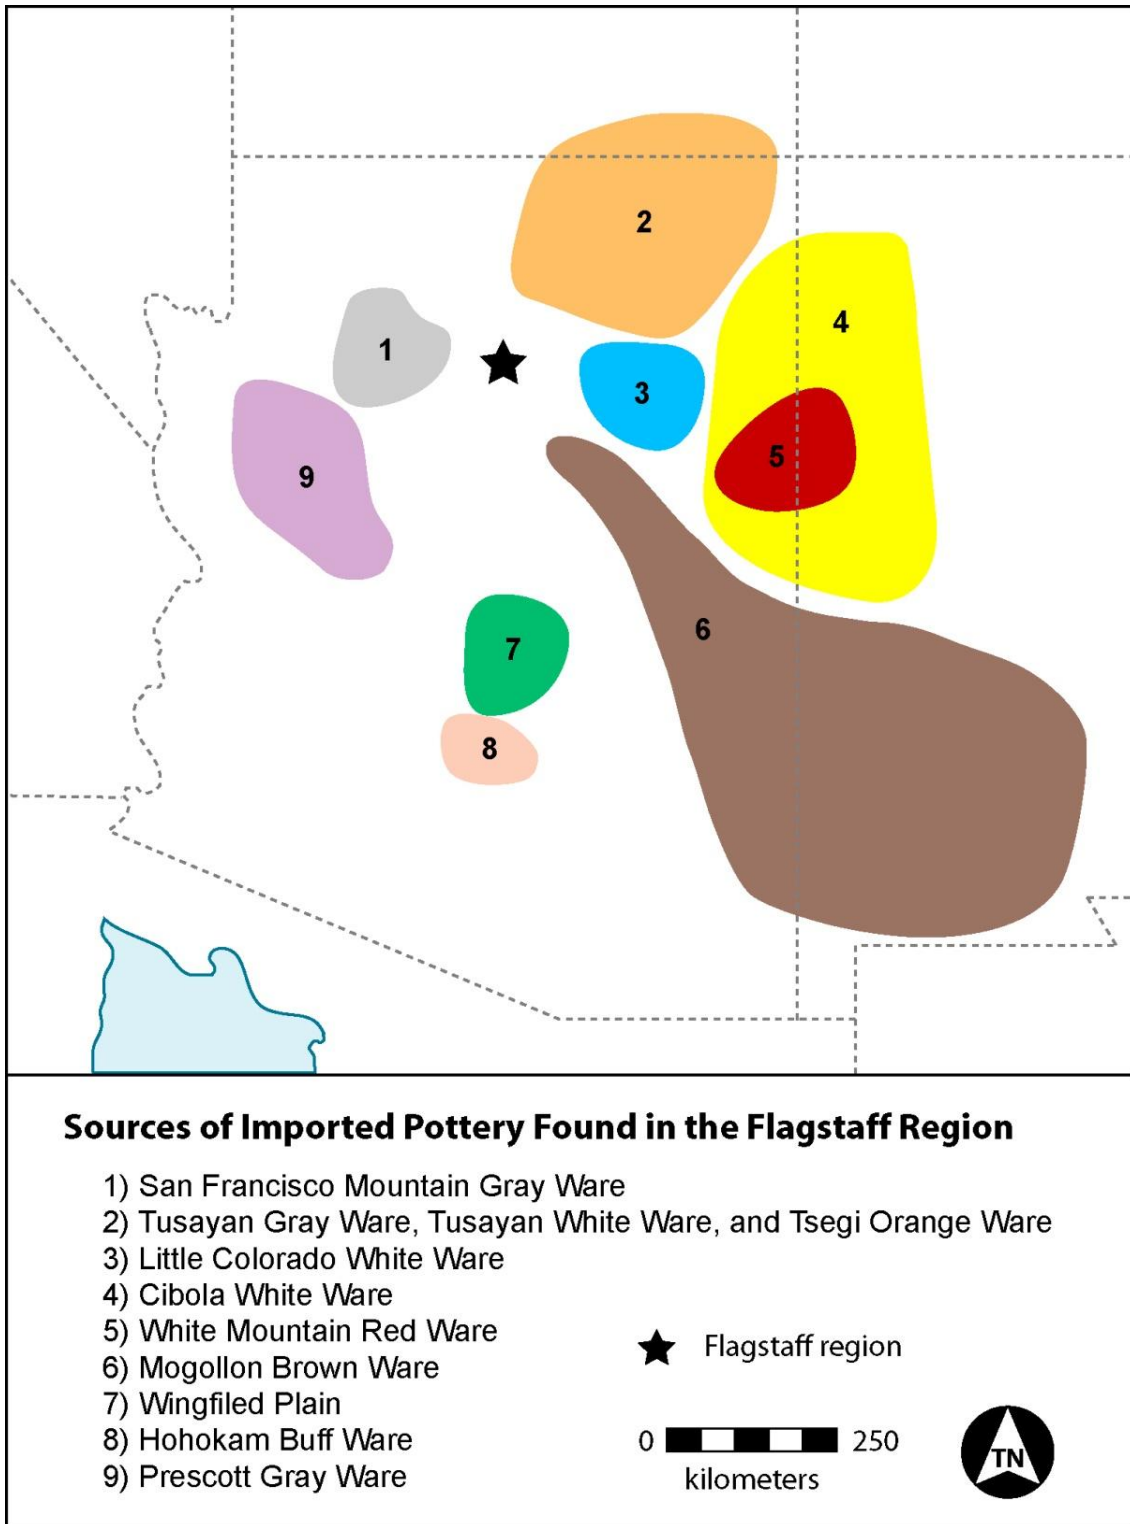 2
4
1
3
5
9
6
7
8
Sources of Imported Pottery Found in the Flagstaff Region
1) San Francisco Mountain Gray Ware
2) Tusayan Gray Ware, Tusayan White Ware, and Tsegi Orange Ware
3) Little Colorado White Ware
4) Cibola White Ware
5) White Mountain Red Ware
6) Mogollon Brown Ware
7) Wingfiled Plain
8) Hohokam Buff Ware
9) Prescott Gray Ware
Flagstaff region
0 250
kilometers
TN